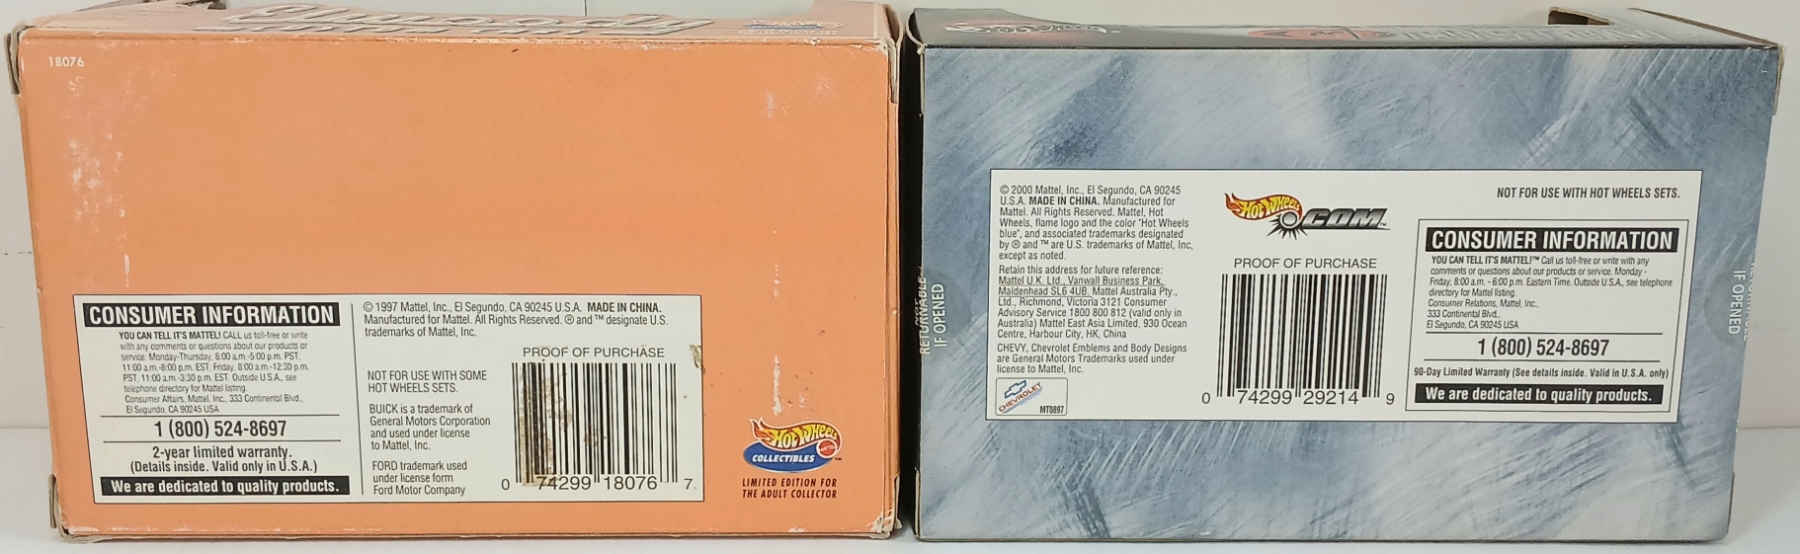 18076
CONSUMER INFORMATION
YOU CAN TELL IT'S MATTEL! CALL us toll-free or write
with any comments or questions about our products or
service. Monday-Thursday, 8:00 a.m.-5:00 p.m. PST,
11:00 a.m.-8:00 p.m. EST, Friday, 8:00 a.m.-12:30 p.m.
PST, 11:00 a.m.-3:30 p.m. EST. Outside U.S.A., see
telephone directory for Mattel listing.
Consumer Affairs, Mattel, Inc., 333 Continental Blvd.,
El Segundo, CA 90245 USA
1 (800) 524-8697
2-year limited warranty.
(Details inside. Valid only in U.S.A.)
We are dedicated to quality products.
© 1997 Mattel, Inc., El Segundo, CA 90245 U.S.A. MADE IN CHINA.
Manufactured for Mattel. All Rights Reserved. ® and ™ designate U.S.
trademarks of Mattel, Inc.
NOT FOR USE WITH SOME
HOT WHEELS SETS.
BUICK is a trademark of
General Motors Corporation
and used under license
to Mattel, Inc.
FORD trademark used
under license form
Ford Motor Company
PROOF OF PURCHASE
0 74299 18076 7
Hot Wheels
COLLECTIBLES ™
LIMITED EDITION FOR
THE ADULT COLLECTOR
RETURNABLE
IF OPENED
© 2000 Mattel, Inc., El Segundo, CA 90245
U.S.A. MADE IN CHINA. Manufactured for
Mattel. All Rights Reserved. Mattel, Hot
Wheels, flame logo and the color "Hot Wheels
blue", and associated trademarks designated
by ® and ™ are U.S. trademarks of Mattel, Inc,
except as noted.
Retain this address for future reference:
Mattel U.K. Ltd., Vanwall Business Park,
Maidenhead SL6 4UB. Mattel Australia Pty.,
Ltd., Richmond, Victoria 3121 Consumer
Advisory Service 1800 800 812 (valid only in
Australia) Mattel East Asia Limited, 930 Ocean
Centre, Harbour City, HK, China
CHEVY, Chevrolet Emblems and Body Designs
are General Motors Trademarks used under
license to Mattel, Inc.
CHEVROLET
MT0897
Hot Wheels
.COM™
PROOF OF PURCHASE
0 74299 29214 9
NOT FOR USE WITH HOT WHEELS SETS.
CONSUMER INFORMATION
YOU CAN TELL IT'S MATTEL!™ Call us toll-free or write with any
comments or questions about our products or service. Monday -
Friday, 8:00 a.m. - 6:00 p.m. Eastern Time. Outside U.S.A., see telephone
directory for Mattel listing.
Consumer Relations, Mattel, Inc.,
333 Continental Blvd.,
El Segundo, CA 90245 USA
1 (800) 524-8697
90-Day Limited Warranty (See details inside. Valid in U.S.A. only)
We are dedicated to quality products.
IF OPENED